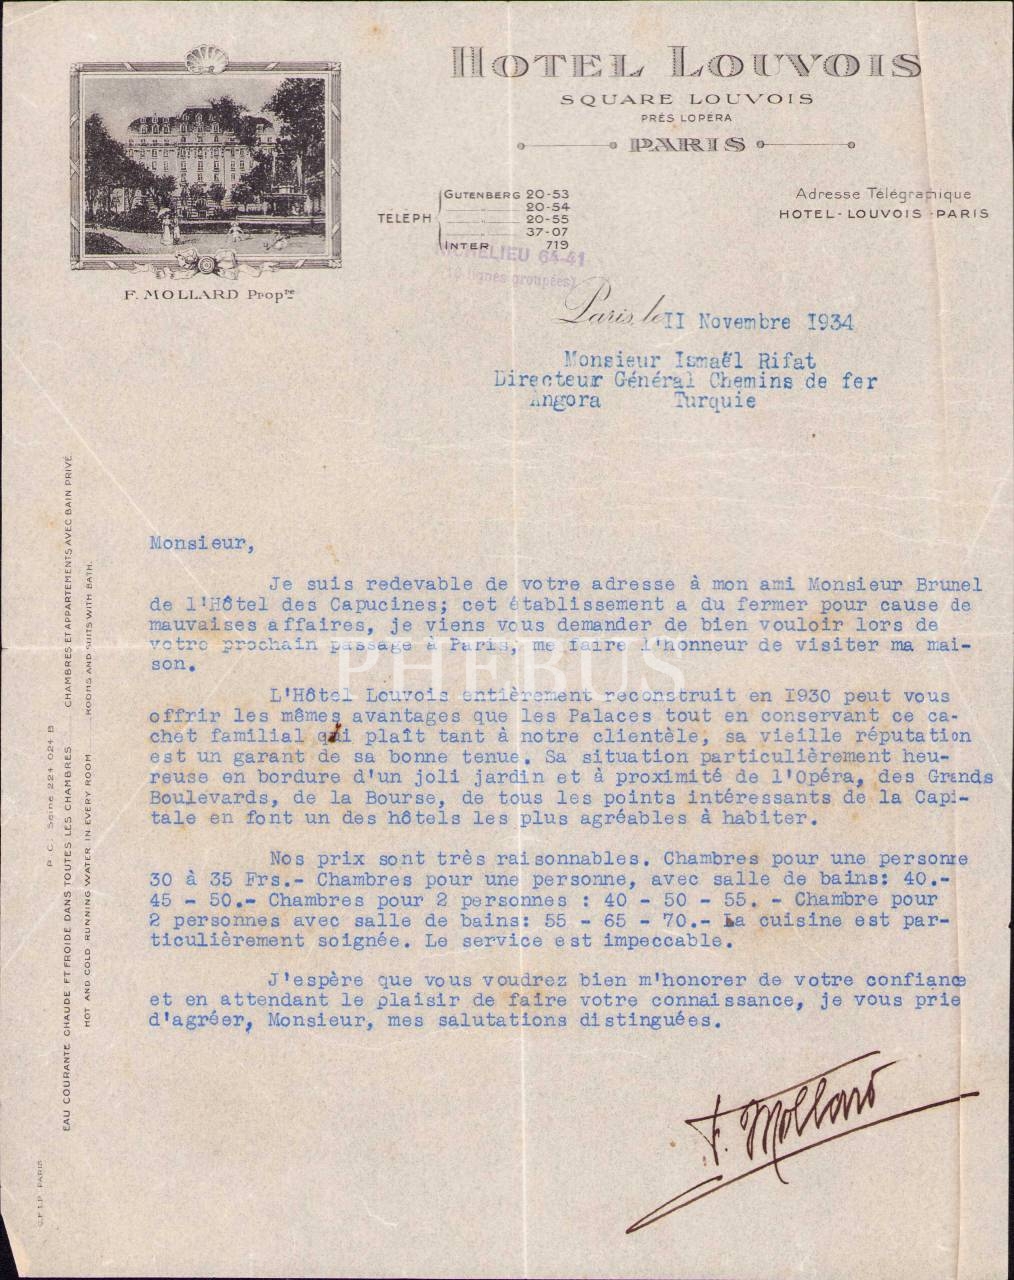 HOTEL LOUVOIS
SQUARE LOUVOIS
PRÈS L'OPÉRA
PARIS
F. MOLLARD Propre
TÉLÉPH
GUTENBERG 20-53
20-54
20-55
37-07
INTER 719
RICHELIEU 64-41
(8 lignes groupées)
Adresse Télégraphique
HOTEL-LOUVOIS-PARIS
Paris, le 11 Novembre 1934
Monsieur Ismaël Rifat
Directeur Général Chemins de fer
Angora Turquie
Monsieur,
Je suis redevable de votre adresse à mon ami Monsieur Brunel
de l'Hôtel des Capucines; cet établissement a du fermer pour cause de
mauvaises affaires, je viens vous demander de bien vouloir lors de
votre prochain passage à Paris, me faire l'honneur de visiter ma mai-
son.
L'Hôtel Louvois entièrement reconstruit en 1930 peut vous
offrir les mêmes avantages que les Palaces tout en conservant ce ca-
chet familial qui plaît tant à notre clientèle, sa vieille réputation
est un garant de sa bonne tenue. Sa situation particulièrement heu-
reuse en bordure d'un joli jardin et à proximité de l'Opéra, des Grands
Boulevards, de la Bourse, de tous les points intéressants de la Capi-
tale en font un des hôtels les plus agréables à habiter.
Nos prix sont très raisonnables. Chambres pour une personne
30 à 35 Frs.- Chambres pour une personne, avec salle de bains: 40.-
45 - 50.- Chambres pour 2 personnes : 40 - 50 - 55. - Chambre pour
2 personnes avec salle de bains: 55 - 65 - 70.- La cuisine est par-
ticulièrement soignée. Le service est impeccable.
J'espère que vous voudrez bien m'honorer de votre confiance
et en attendant le plaisir de faire votre connaissance, je vous prie
d'agréer, Monsieur, mes salutations distinguées.
F. Mollard
PHEBUS
EAU COURANTE CHAUDE ET FROIDE DANS TOUTES LES CHAMBRES CHAMBRES ET APPARTEMENTS AVEC BAIN PRIVÉ.
HOT AND COLD RUNNING WATER IN EVERY ROOM ROOMS AND SUITS WITH BATH.
R. C. Seine 224 024 B
PARIS